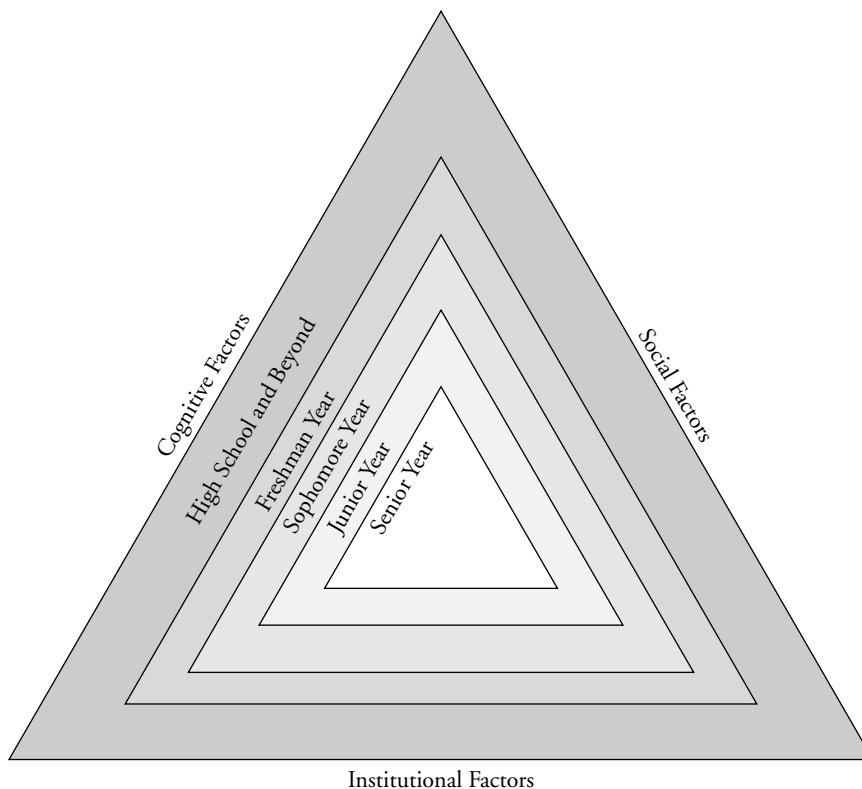 Cognitive Factors
Social Factors
High School and Beyond
Freshman Year
Sophomore Year
Junior Year
Senior Year
Institutional Factors